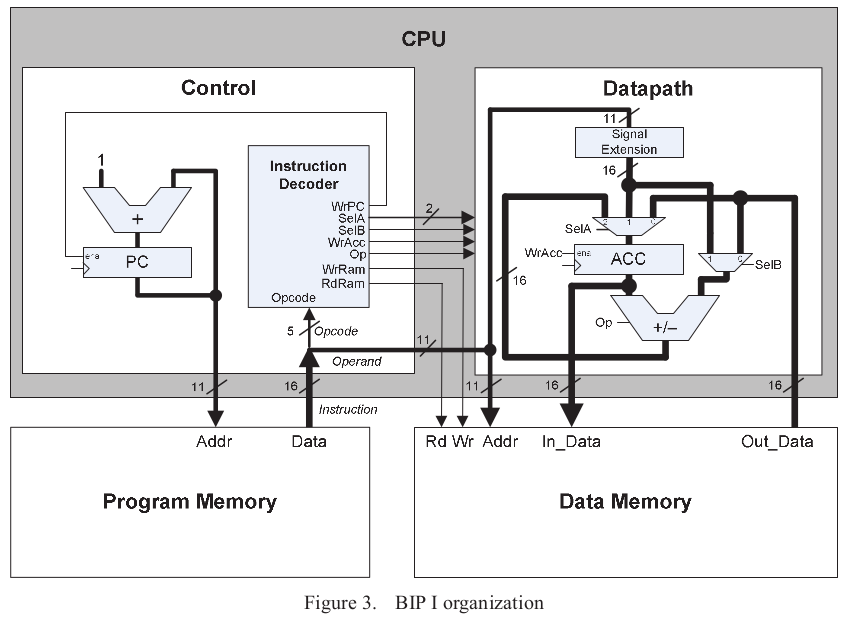 CPU
Control
Datapath
11
Signal
Extension
16
1
Instruction
Decoder
WrPC
SelA
SelB
WrAcc
Op
WrRam
RdRam
Opcode
2
+
ena
PC
2 1 0
SelA
WrAcc
ena
ACC
1 0
SelB
16
Op
+/−
5
Opcode
11
Operand
11
16
11
16
16
Instruction
Addr
Data
Rd Wr Addr
In_Data
Out_Data
Program Memory
Data Memory
Figure 3. BIP I organization